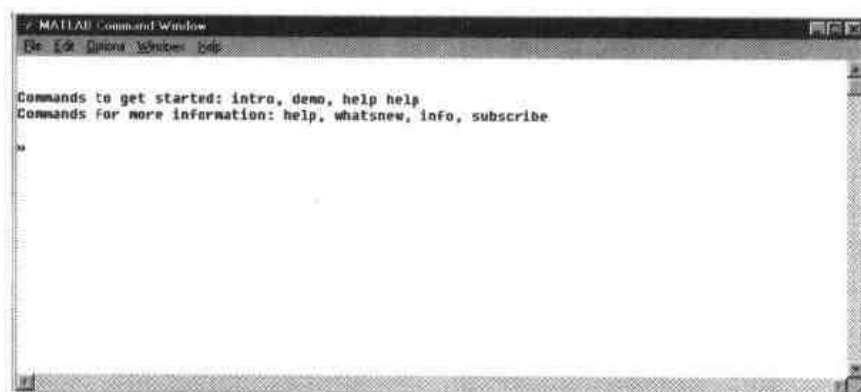 MATLAB Command Window
File Edit Options Windows Help
Commands to get started: intro, demo, help help
Commands for more information: help, whatsnew, info, subscribe
»